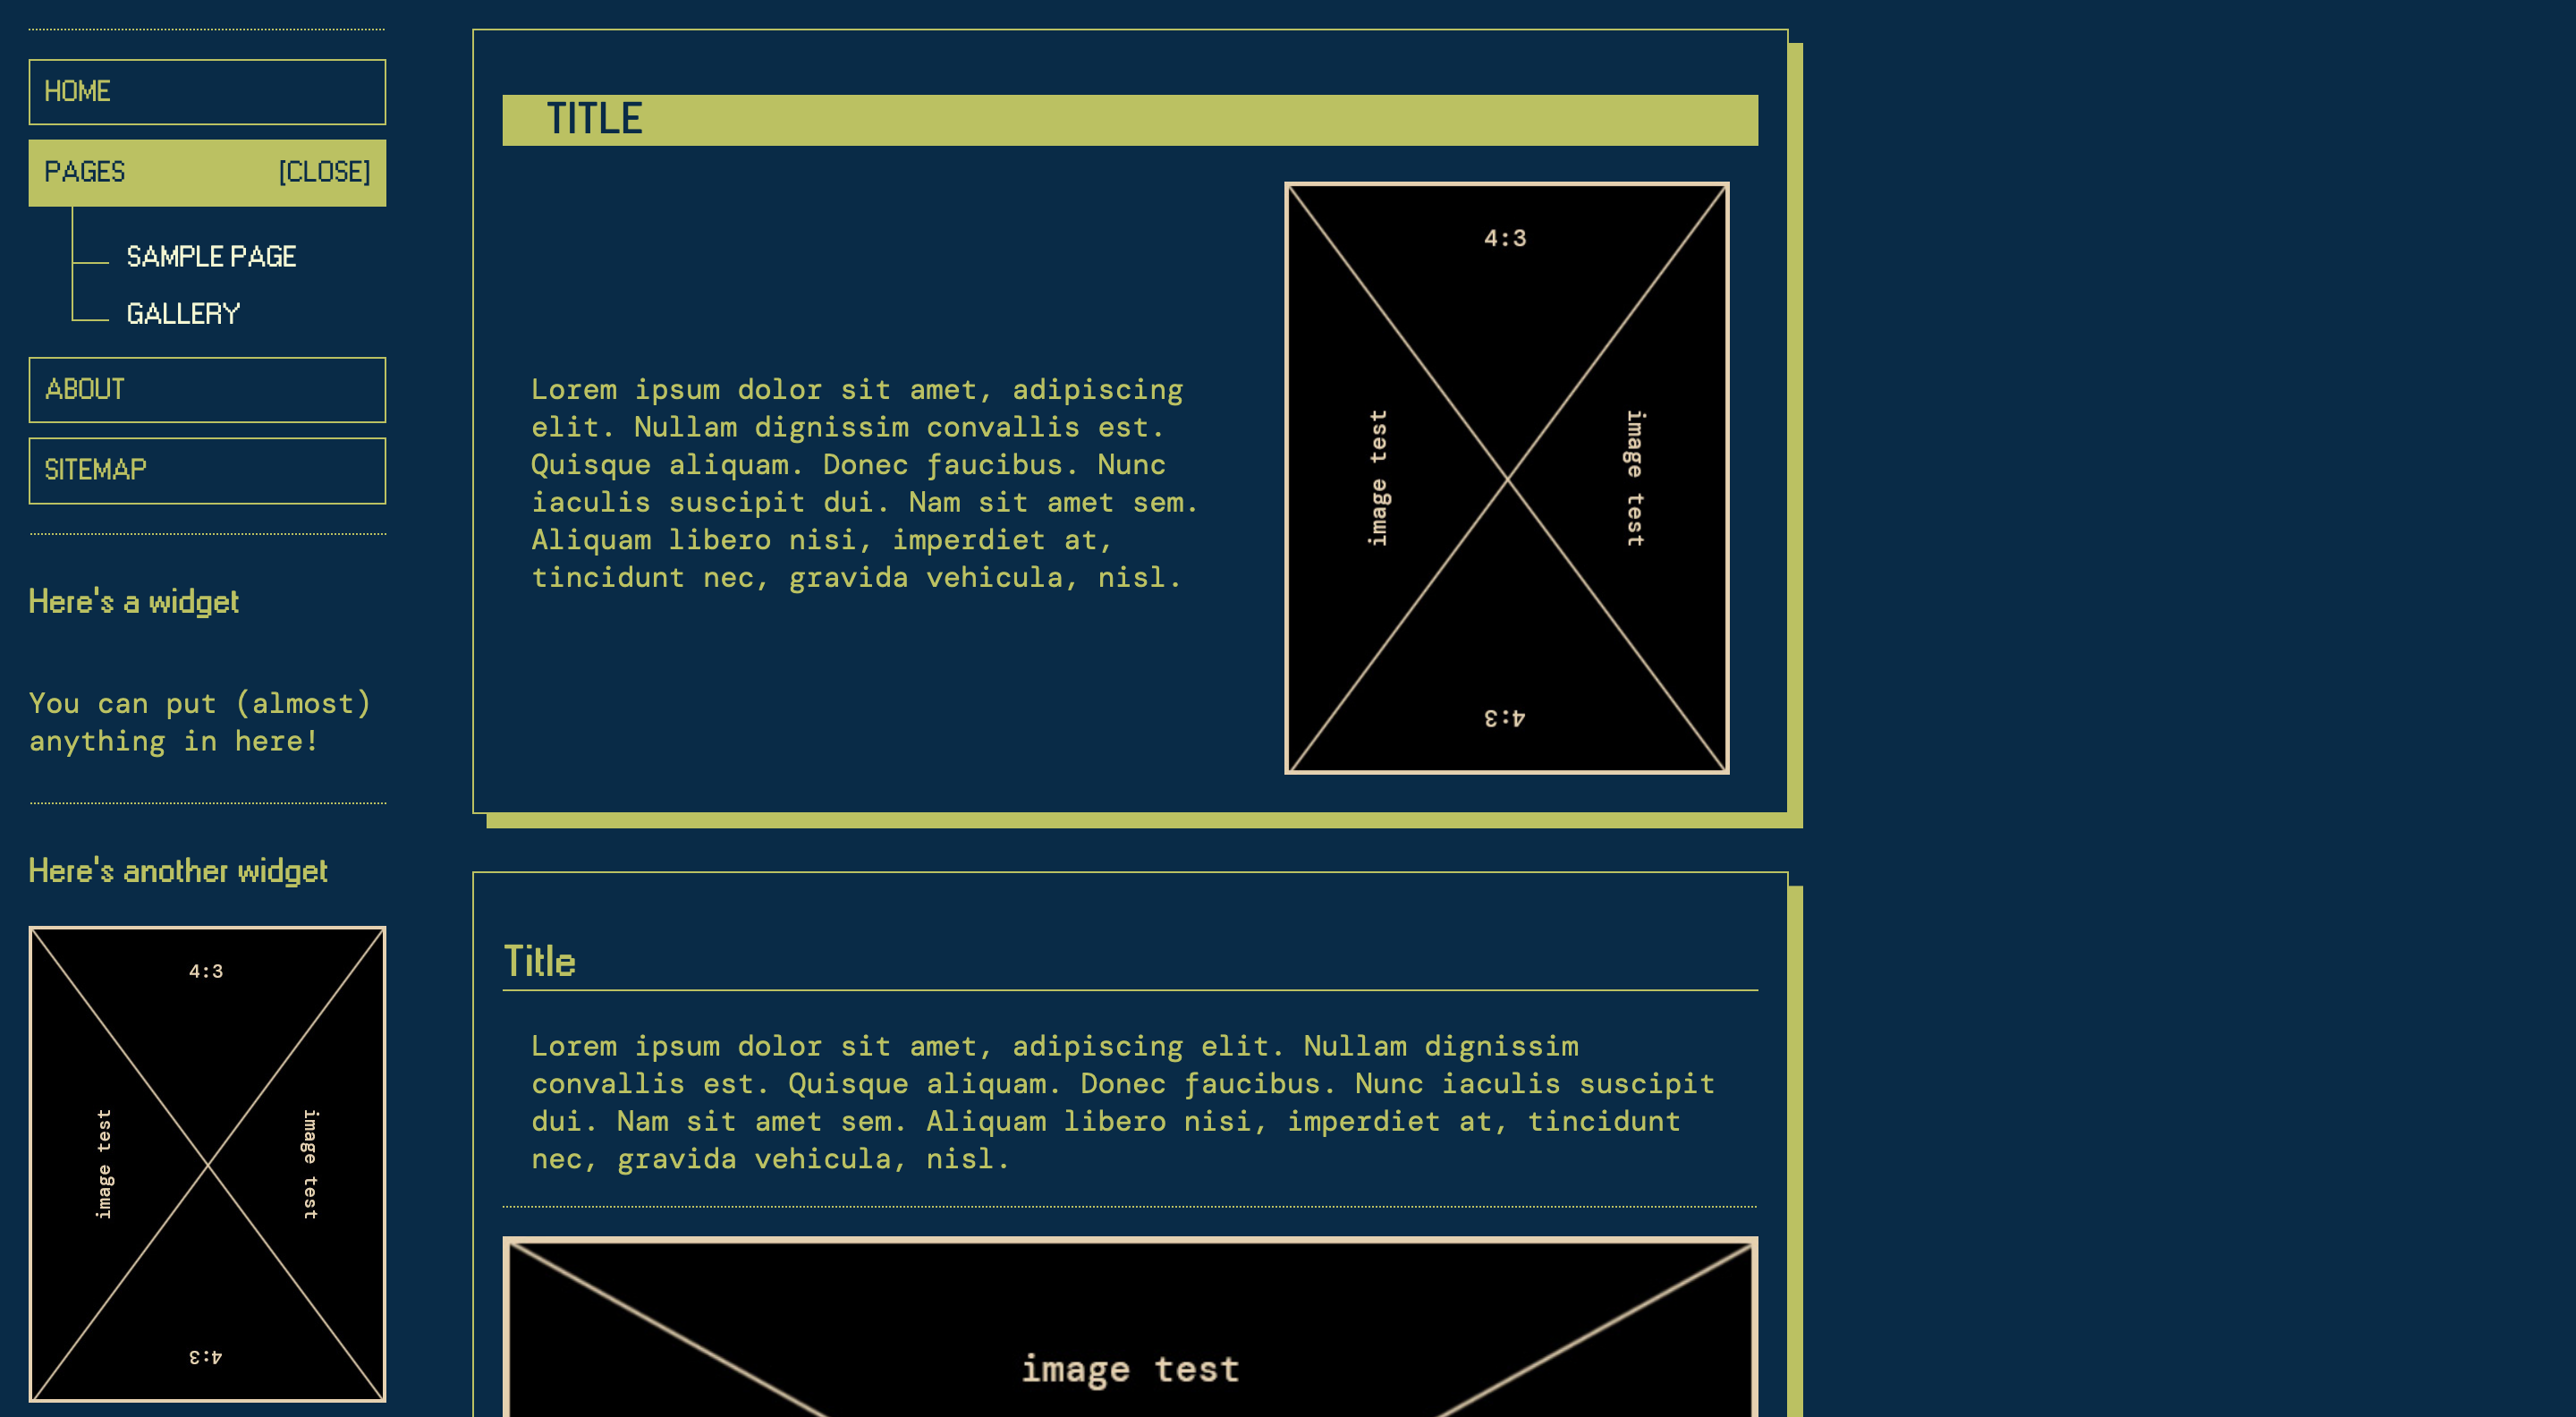 HOME
PAGES [CLOSE]
SAMPLE PAGE
GALLERY
ABOUT
SITEMAP
Here's a widget
You can put (almost)
anything in here!
Here's another widget
4:3
image test
image test
4:3
TITLE
Lorem ipsum dolor sit amet, adipiscing
elit. Nullam dignissim convallis est.
Quisque aliquam. Donec faucibus. Nunc
iaculis suscipit dui. Nam sit amet sem.
Aliquam libero nisi, imperdiet at,
tincidunt nec, gravida vehicula, nisl.
4:3
image test
image test
4:3
Title
Lorem ipsum dolor sit amet, adipiscing elit. Nullam dignissim
convallis est. Quisque aliquam. Donec faucibus. Nunc iaculis suscipit
dui. Nam sit amet sem. Aliquam libero nisi, imperdiet at, tincidunt
nec, gravida vehicula, nisl.
image test